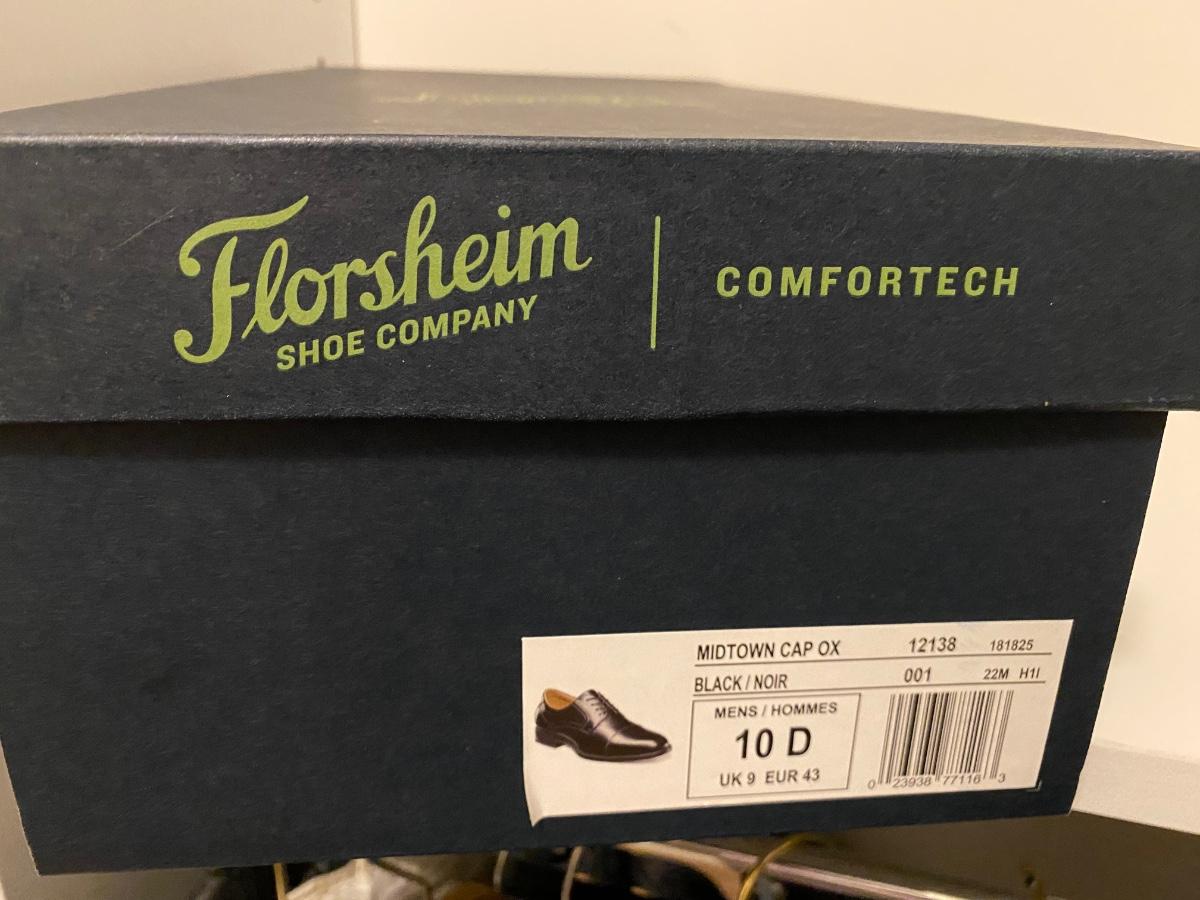 Florsheim
SHOE COMPANY
COMFORTECH
MIDTOWN CAP OX 12138 181825
BLACK / NOIR 001 22M H1I
MENS / HOMMES
10 D
UK 9 EUR 43
0 23938 77116 3